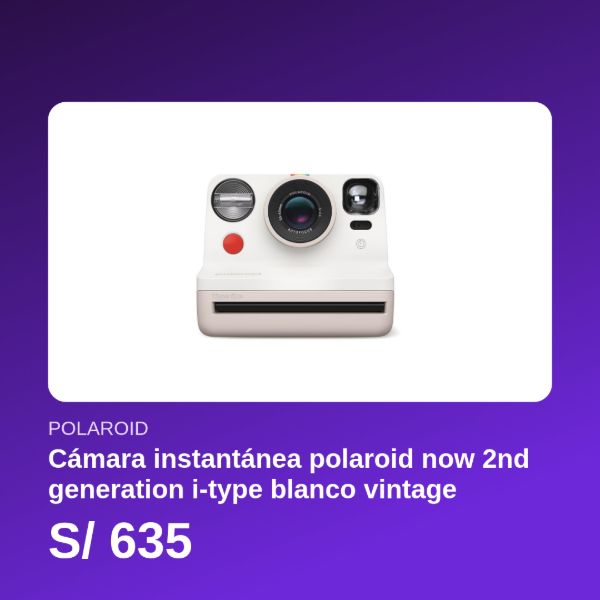 POLAROID
Cámara instantánea polaroid now 2nd
generation i-type blanco vintage
S/ 635